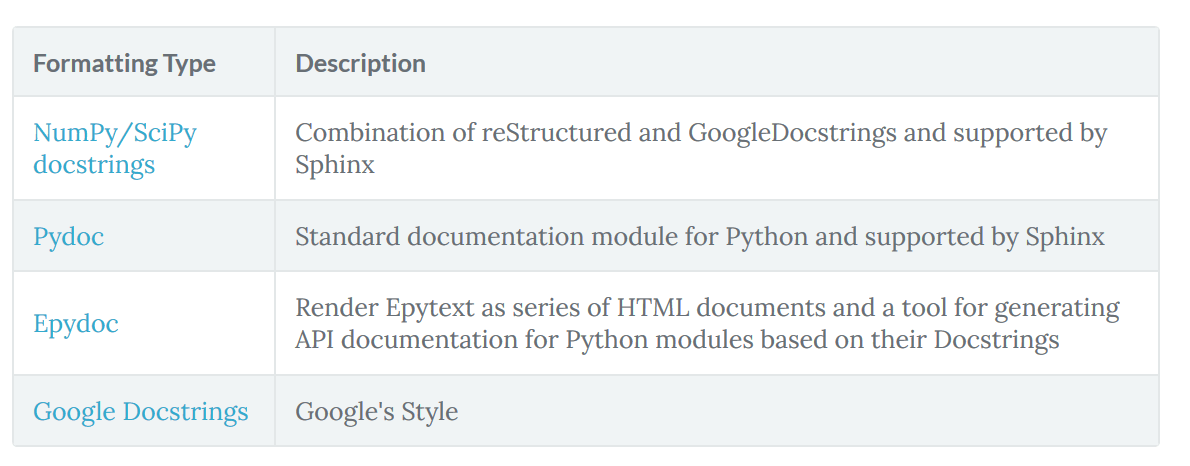 Formatting Type
Description
NumPy/SciPy
docstrings
Combination of reStructured and GoogleDocstrings and supported by
Sphinx
Pydoc
Standard documentation module for Python and supported by Sphinx
Epydoc
Render Epytext as series of HTML documents and a tool for generating
API documentation for Python modules based on their Docstrings
Google Docstrings
Google's Style